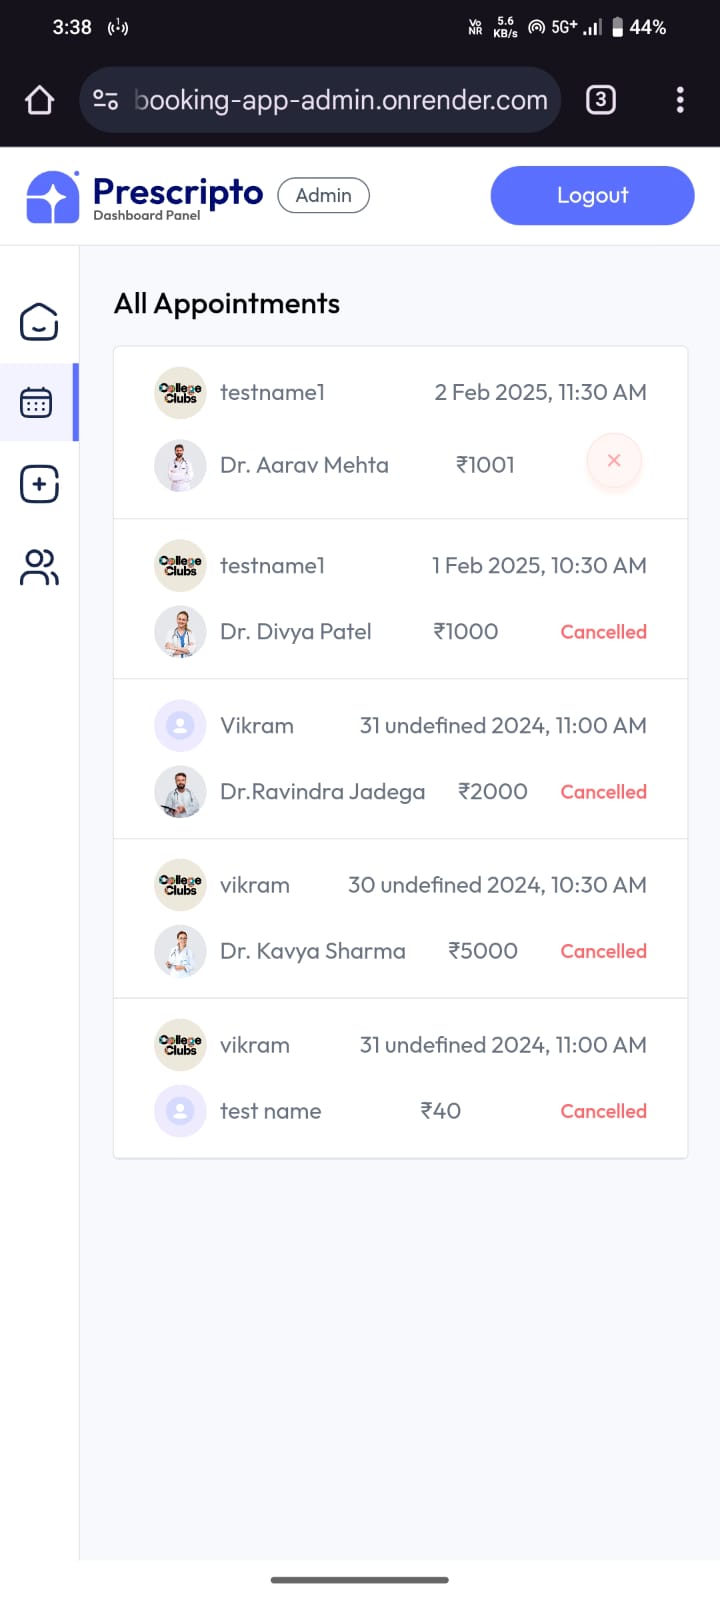 3:38 Vo NR 5.6 KB/s 5G+ 44%
booking-app-admin.onrender.com 3
Prescripto Admin Logout
Dashboard Panel
All Appointments
College Clubs testname1 2 Feb 2025, 11:30 AM
Dr. Aarav Mehta ₹1001
College Clubs testname1 1 Feb 2025, 10:30 AM
Dr. Divya Patel ₹1000 Cancelled
Vikram 31 undefined 2024, 11:00 AM
Dr.Ravindra Jadega ₹2000 Cancelled
College Clubs vikram 30 undefined 2024, 10:30 AM
Dr. Kavya Sharma ₹5000 Cancelled
College Clubs vikram 31 undefined 2024, 11:00 AM
test name ₹40 Cancelled